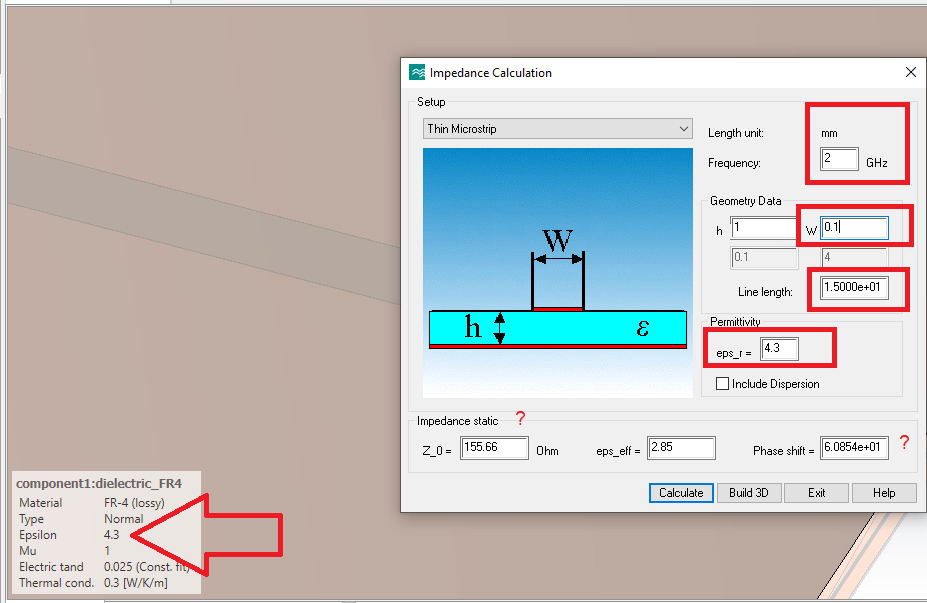 Impedance Calculation
Setup
Thin Microstrip
Length unit: mm
Frequency: 2 GHz
Geometry Data
h 1 W 0.1
0.1 4
Line length: 1.5000e+01
W
h ε
Permittivity
eps_r = 4.3
Include Dispersion
Impedance static ?
Z_0 = 155.66 Ohm eps_eff = 2.85 Phase shift = 6.0854e+01 ?
Calculate Build 3D Exit Help
component1:dielectric_FR4
Material FR-4 (lossy)
Type Normal
Epsilon 4.3
Mu 1
Electric tand 0.025 (Const. fit)
Thermal cond. 0.3 [W/K/m]